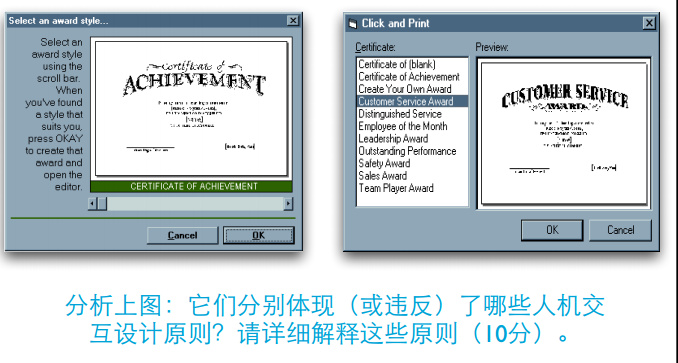 Select an award style...
Select an
award style
using the
scroll bar.
When
you've found
a style that
suits you,
press OKAY
to create that
award and
open the
editor.
Certificate of
ACHIEVEMENT
CERTIFICATE OF ACHIEVEMENT
Cancel
OK
Click and Print
Certificate:
Certificate of (blank)
Certificate of Achievement
Create Your Own Award
Customer Service Award
Distinguished Service
Employee of the Month
Leadership Award
Outstanding Performance
Safety Award
Sales Award
Team Player Award
Preview:
CUSTOMER SERVICE
AWARD
OK
Cancel
分析上图：它们分别体现（或违反）了哪些人机交
互设计原则？请详细解释这些原则（10分）。